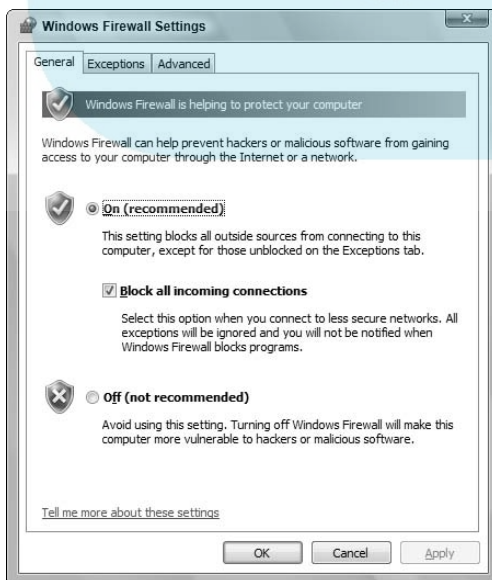 Windows Firewall Settings
General Exceptions Advanced
Windows Firewall is helping to protect your computer
Windows Firewall can help prevent hackers or malicious software from gaining
access to your computer through the Internet or a network.
On (recommended)
This setting blocks all outside sources from connecting to this
computer, except for those unblocked on the Exceptions tab.
Block all incoming connections
Select this option when you connect to less secure networks. All
exceptions will be ignored and you will not be notified when
Windows Firewall blocks programs.
Off (not recommended)
Avoid using this setting. Turning off Windows Firewall will make this
computer more vulnerable to hackers or malicious software.
Tell me more about these settings
OK Cancel Apply